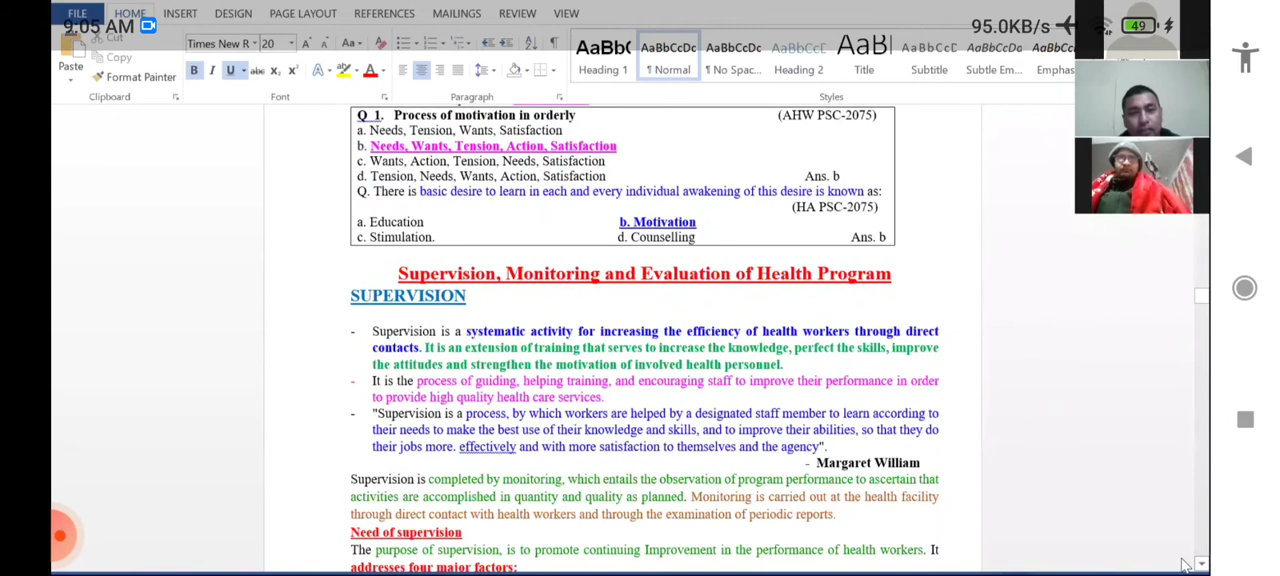 FILE HOME INSERT DESIGN PAGE LAYOUT REFERENCES MAILINGS REVIEW VIEW
9:05 AM 95.0KB/s 49
Cut
Copy
Paste Format Painter
Times New R 20 Aa
B I U abc X₂ X² A aby A
AaBbC AaBbCcDc AaBbCcDc AaBbCcE AaB AaBbCcD AaBbCcDc AaBbCcDc
Heading 1 ¶ Normal ¶ No Spac... Heading 2 Title Subtitle Subtle Em... Emphas
Clipboard Font Paragraph Styles
Q 1. Process of motivation in orderly (AHW PSC-2075)
a. Needs, Tension, Wants, Satisfaction
b. Needs, Wants, Tension, Action, Satisfaction
c. Wants, Action, Tension, Needs, Satisfaction
d. Tension, Needs, Wants, Action, Satisfaction Ans. b
Q. There is basic desire to learn in each and every individual awakening of this desire is known as:
(HA PSC-2075)
a. Education b. Motivation
c. Stimulation. d. Counselling Ans. b
Supervision, Monitoring and Evaluation of Health Program
SUPERVISION
- Supervision is a systematic activity for increasing the efficiency of health workers through direct
contacts. It is an extension of training that serves to increase the knowledge, perfect the skills, improve
the attitudes and strengthen the motivation of involved health personnel.
- It is the process of guiding, helping training, and encouraging staff to improve their performance in order
to provide high quality health care services.
- "Supervision is a process, by which workers are helped by a designated staff member to learn according to
their needs to make the best use of their knowledge and skills, and to improve their abilities, so that they do
their jobs more. effectively and with more satisfaction to themselves and the agency".
- Margaret William
Supervision is completed by monitoring, which entails the observation of program performance to ascertain that
activities are accomplished in quantity and quality as planned. Monitoring is carried out at the health facility
through direct contact with health workers and through the examination of periodic reports.
Need of supervision
The purpose of supervision, is to promote continuing Improvement in the performance of health workers. It
addresses four major factors: